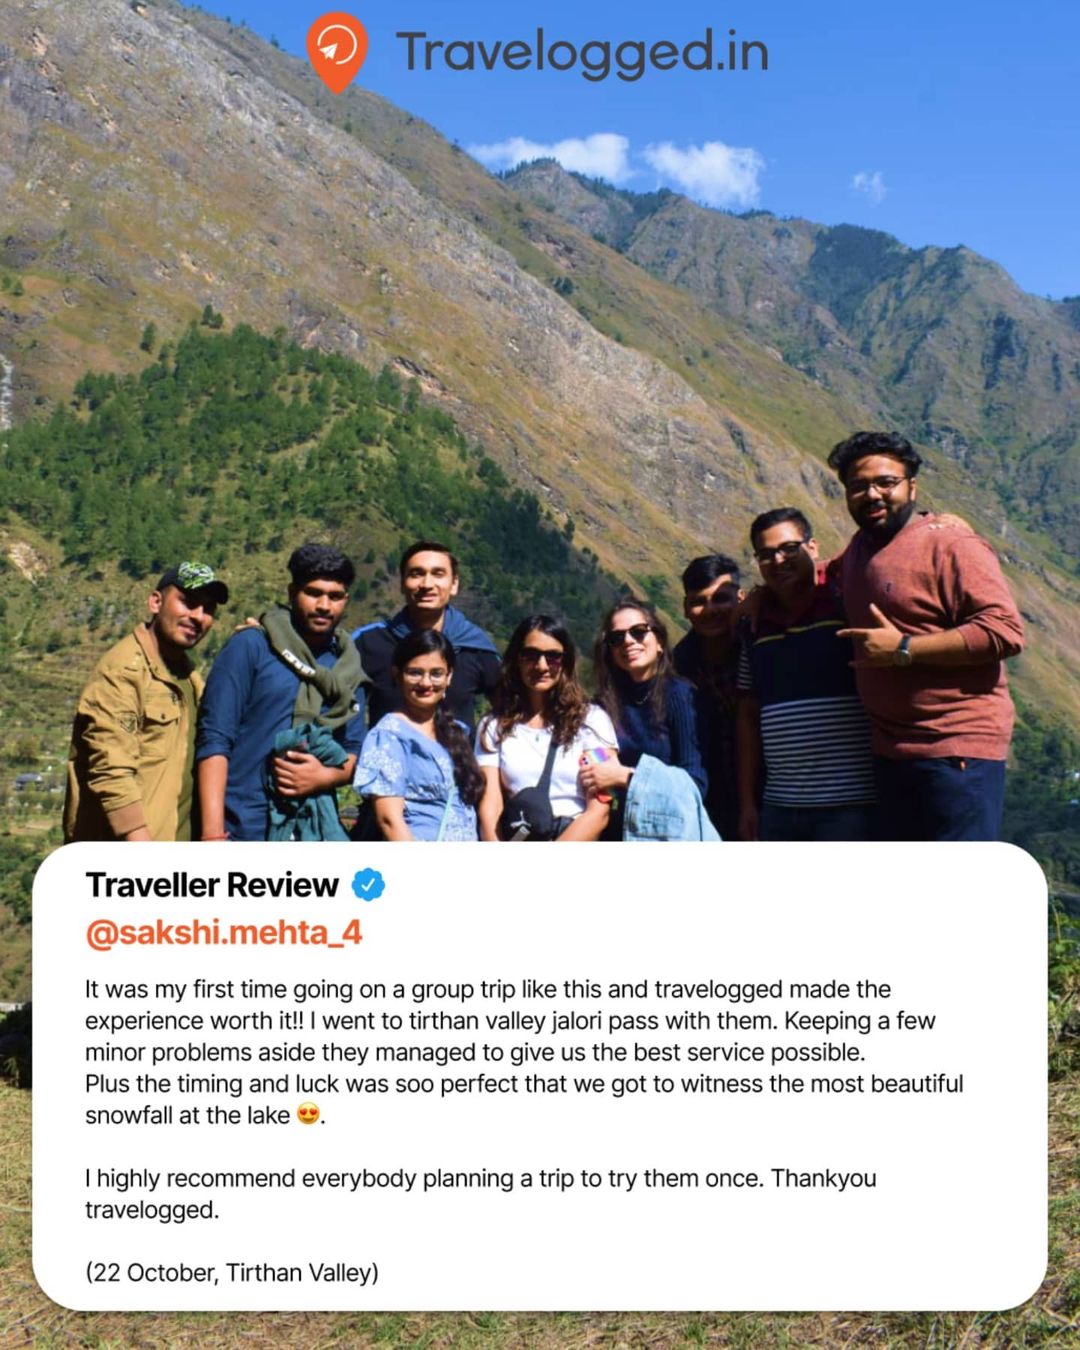 Travelogged.in
Traveller Review
@sakshi.mehta_4
It was my first time going on a group trip like this and travelogged made the
experience worth it!! I went to tirthan valley jalori pass with them. Keeping a few
minor problems aside they managed to give us the best service possible.
Plus the timing and luck was soo perfect that we got to witness the most beautiful
snowfall at the lake 😍.
I highly recommend everybody planning a trip to try them once. Thankyou
travelogged.
(22 October, Tirthan Valley)